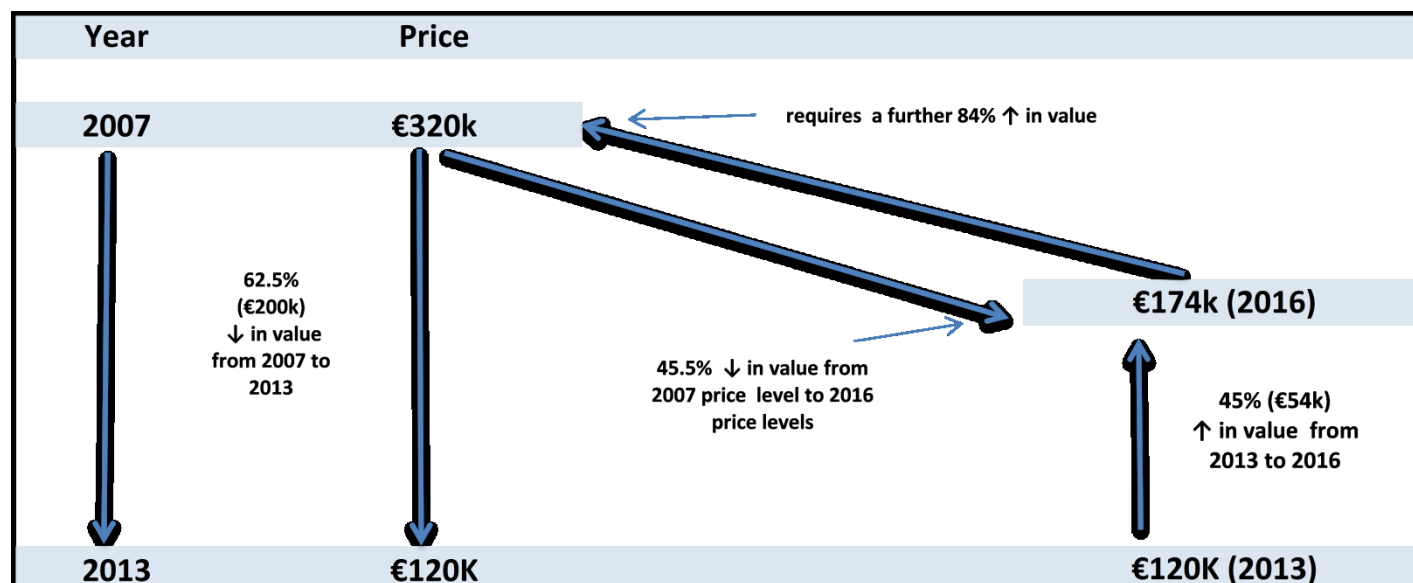 Year Price
2007 €320k
requires a further 84% ↑ in value
62.5%
(€200k)
↓ in value
from 2007 to
2013
€174k (2016)
45.5% ↓ in value from
2007 price level to 2016
price levels
45% (€54k)
↑ in value from
2013 to 2016
2013 €120K €120K (2013)